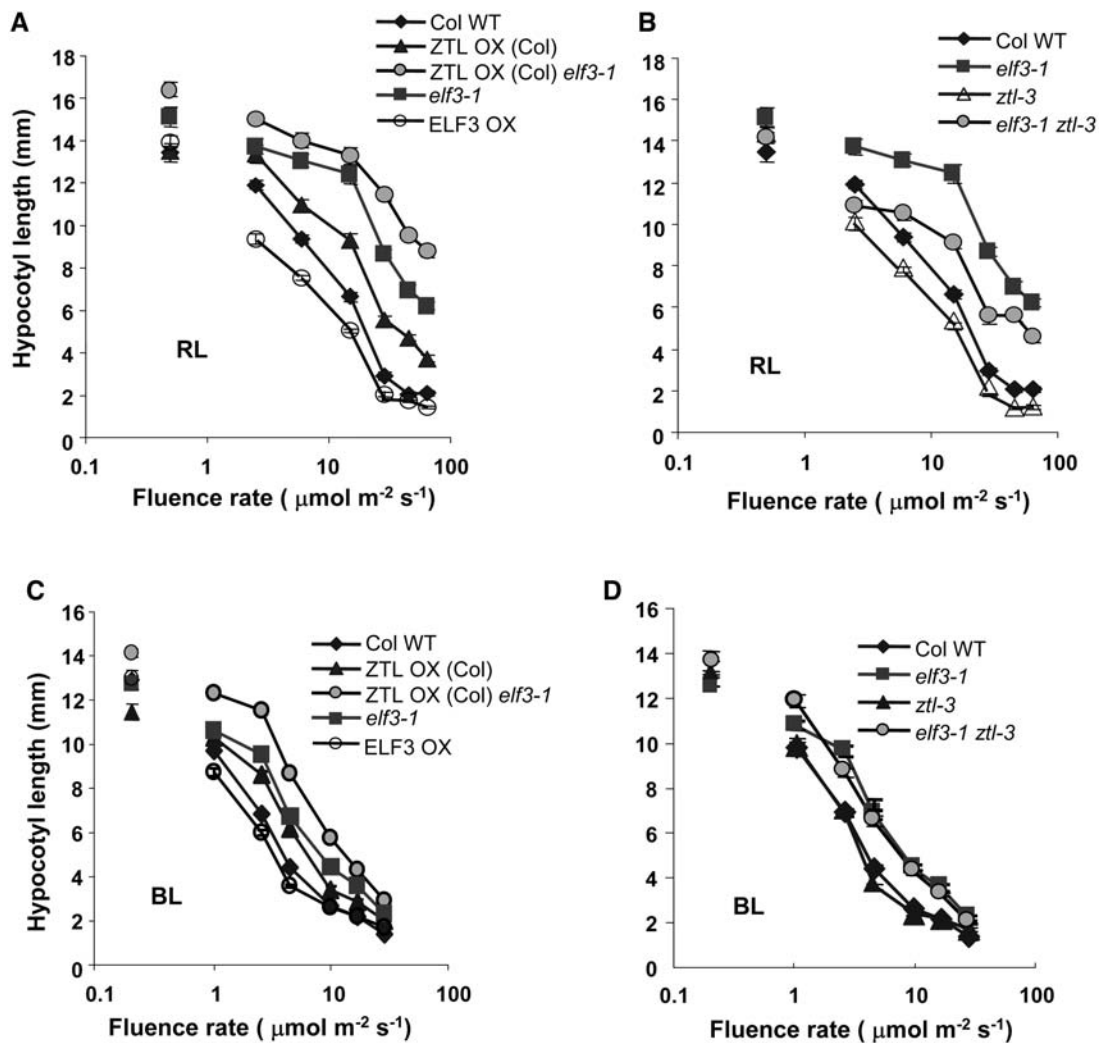 A
Col WT
ZTL OX (Col)
ZTL OX (Col) elf3-1
elf3-1
ELF3 OX
18
16
14
12
10
8
6
4
2
0
Hypocotyl length (mm)
RL
0.1
1
10
100
Fluence rate ( μmol m-2 s-1)
B
Col WT
elf3-1
ztl-3
elf3-1 ztl-3
18
16
14
12
10
8
6
4
2
0
RL
0.1
1
10
100
Fluence rate ( μmol m-2 s-1)
C
Col WT
ZTL OX (Col)
ZTL OX (Col) elf3-1
elf3-1
ELF3 OX
16
14
12
10
8
6
4
2
0
Hypocotyl length (mm)
BL
0.1
1
10
100
Fluence rate ( μmol m-2 s-1)
D
Col WT
elf3-1
ztl-3
elf3-1 ztl-3
16
14
12
10
8
6
4
2
0
BL
0.1
1
10
100
Fluence rate ( μmol m-2 s-1)